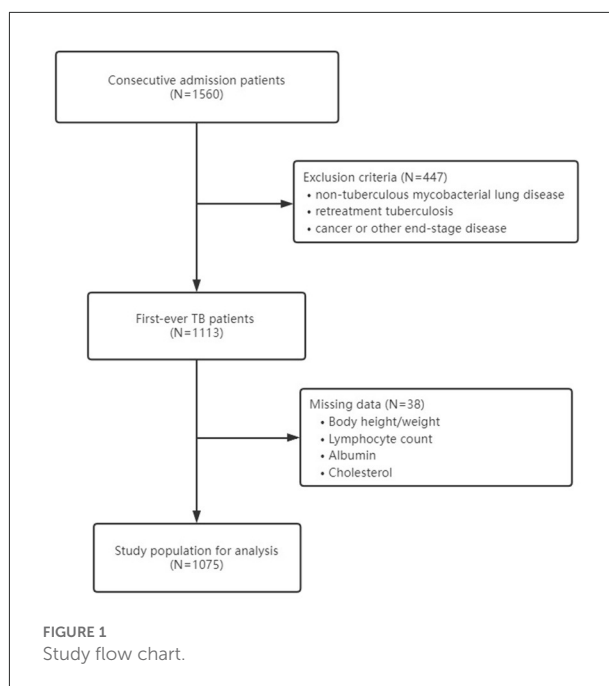 Consecutive admission patients
(N=1560)
Exclusion criteria (N=447)
• non-tuberculous mycobacterial lung disease
• retreatment tuberculosis
• cancer or other end-stage disease
First-ever TB patients
(N=1113)
Missing data (N=38)
• Body height/weight
• Lymphocyte count
• Albumin
• Cholesterol
Study population for analysis
(N=1075)
FIGURE 1
Study flow chart.